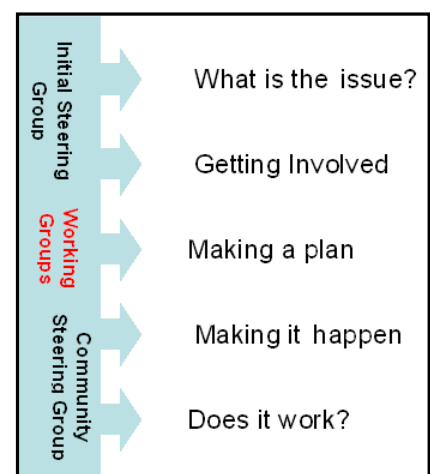 Initial Steering
Group
What is the issue?
Getting Involved
Working
Groups
Making a plan
Community
Steering Group
Making it happen
Does it work?